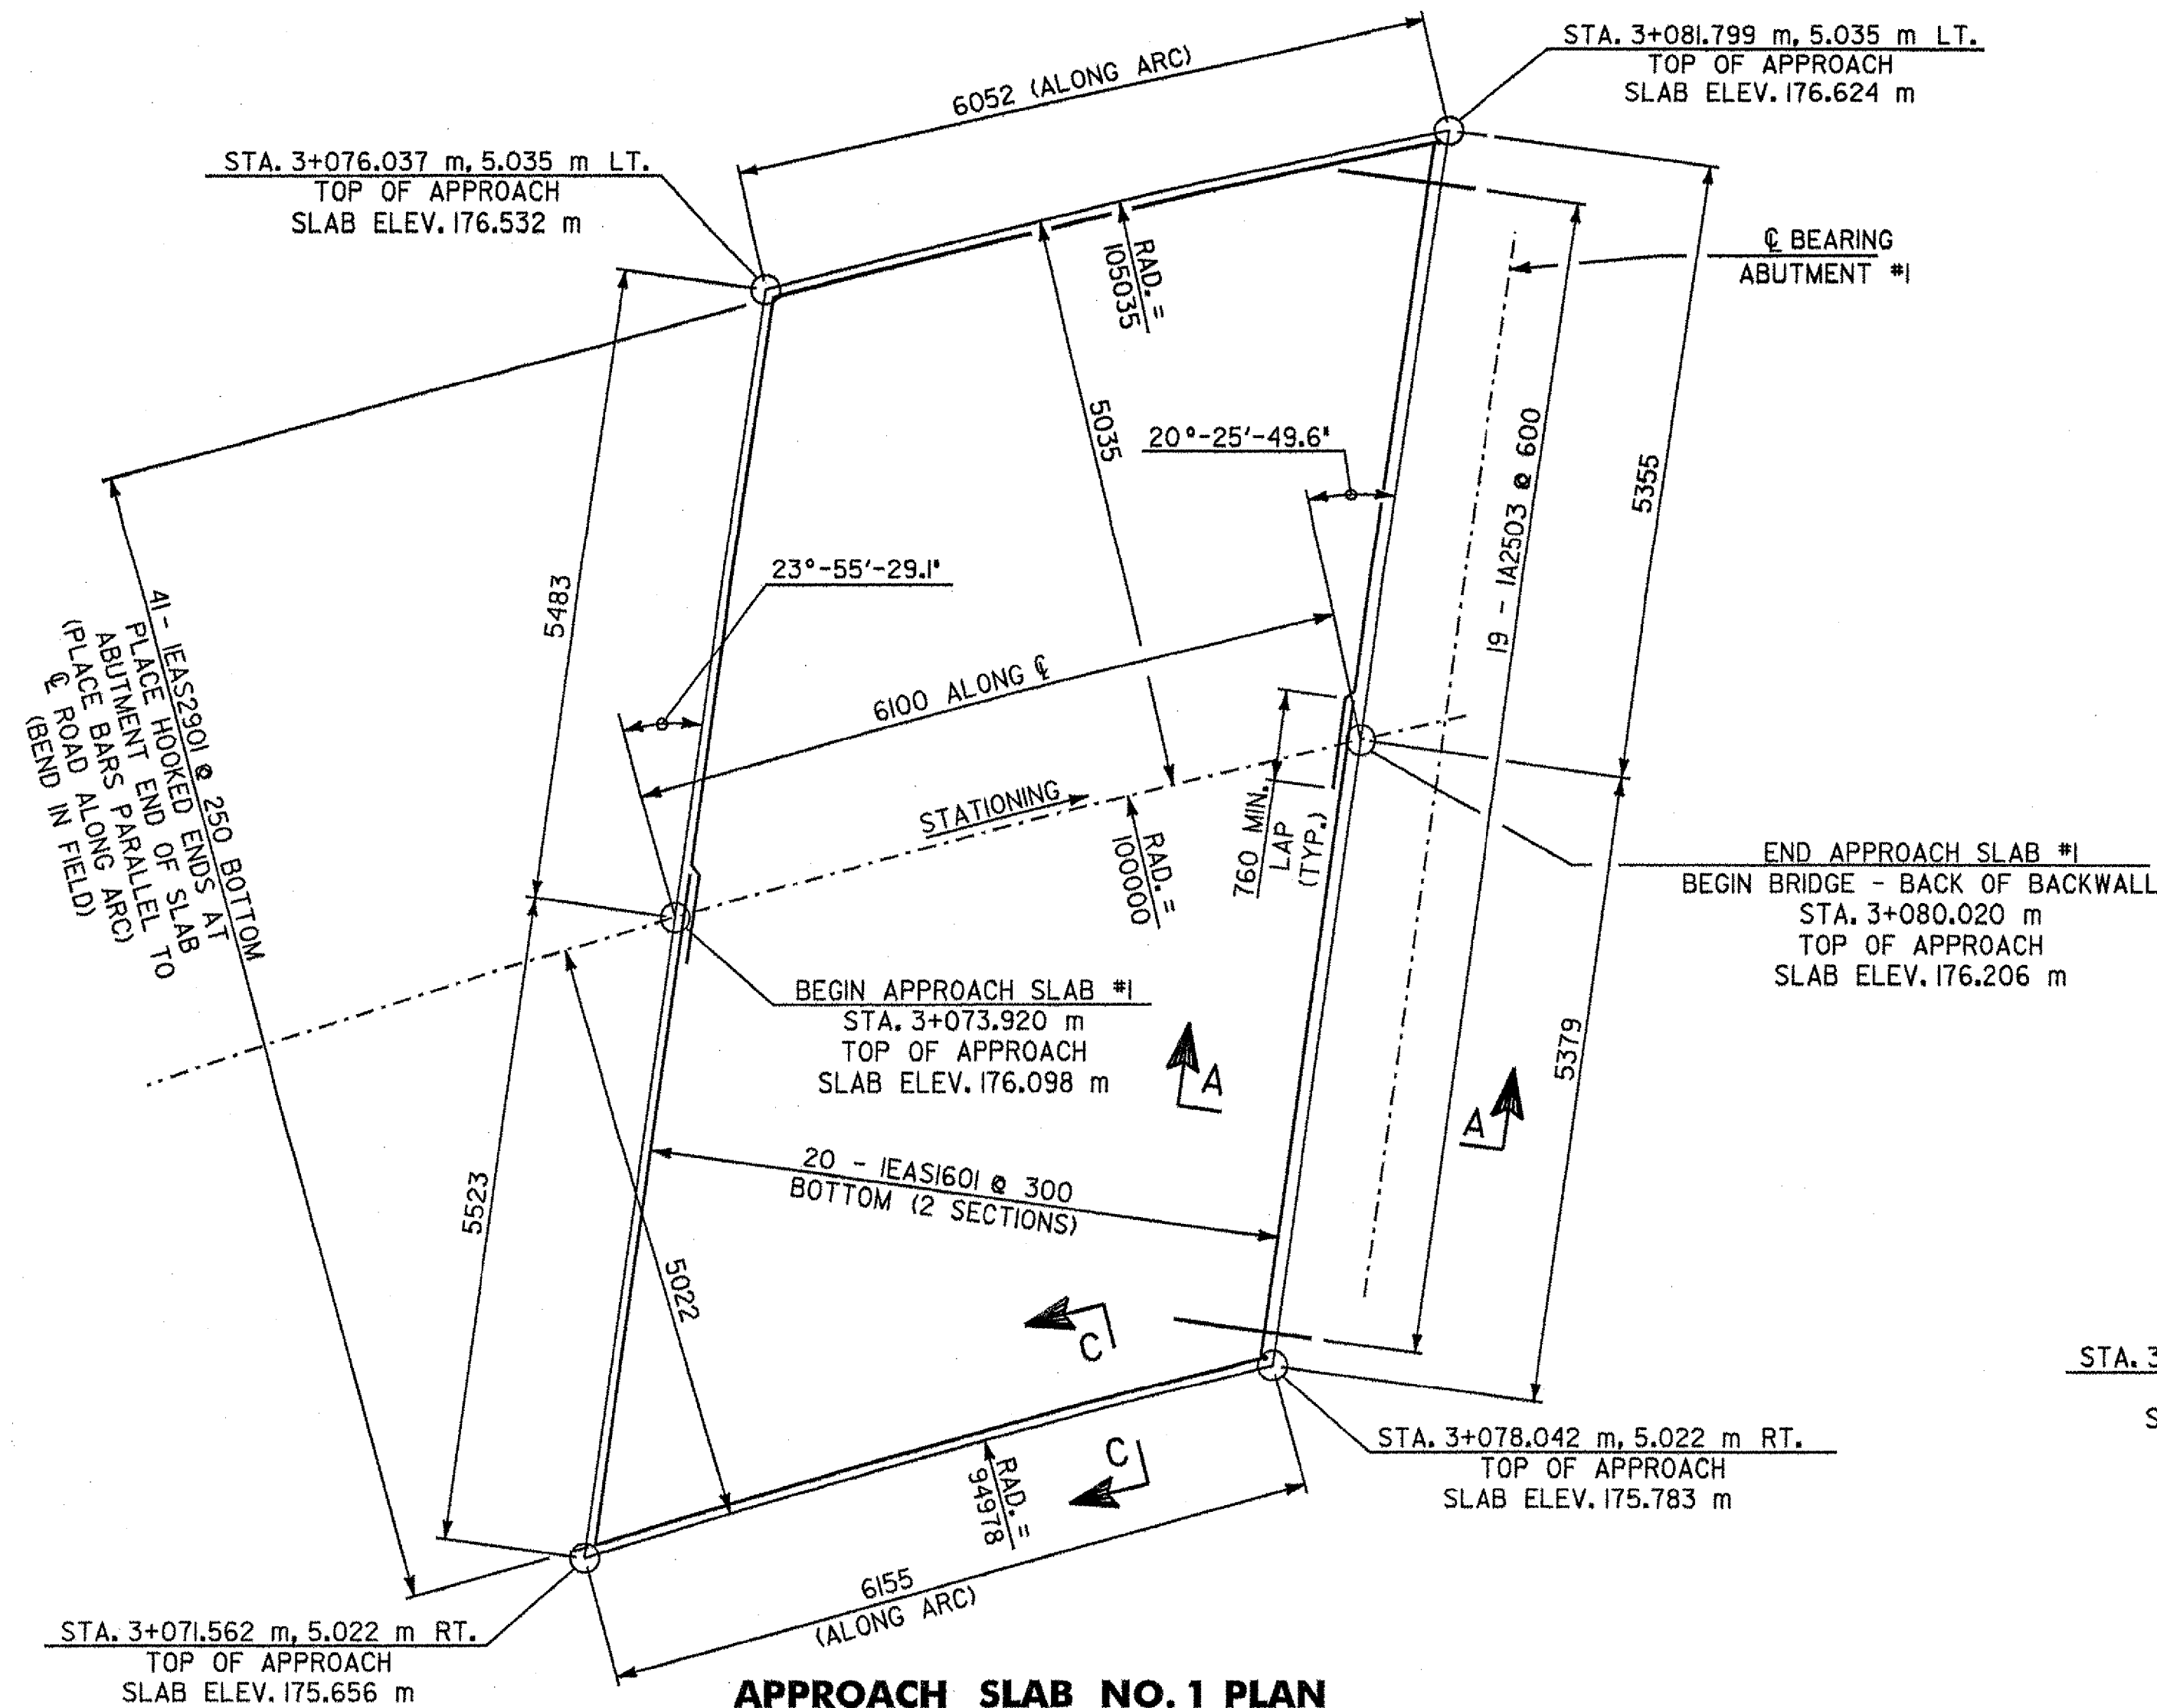 STA. 3+081.799 m, 5.035 m LT.
TOP OF APPROACH
SLAB ELEV. 176.624 m
6052 (ALONG ARC)
STA. 3+076.037 m, 5.035 m LT.
TOP OF APPROACH
SLAB ELEV. 176.532 m
RAD. =
105035
℄ BEARING
ABUTMENT #1
5035
20°-25'-49.6"
19 - 1A2503 @ 600
5355
5483
23°-55'-29.1"
41 - 1EAS2901 @ 250 BOTTOM
PLACE HOOKED ENDS AT
ABUTMENT END OF SLAB
(PLACE BARS PARALLEL TO
℄ ROAD ALONG ARC)
(BEND IN FIELD)
6100 ALONG ℄
STATIONING
RAD. =
100000
760 MIN.
LAP
(TYP.)
END APPROACH SLAB #1
BEGIN BRIDGE - BACK OF BACKWALL
STA. 3+080.020 m
TOP OF APPROACH
SLAB ELEV. 176.206 m
BEGIN APPROACH SLAB #1
STA. 3+073.920 m
TOP OF APPROACH
SLAB ELEV. 176.098 m
A
A
5379
5523
20 - 1EAS1601 @ 300
BOTTOM (2 SECTIONS)
5022
C
C
STA. 3
S
STA. 3+078.042 m, 5.022 m RT.
TOP OF APPROACH
SLAB ELEV. 175.783 m
RAD. =
94978
6155
(ALONG ARC)
STA. 3+071.562 m, 5.022 m RT.
TOP OF APPROACH
SLAB ELEV. 175.656 m
APPROACH SLAB NO. 1 PLAN